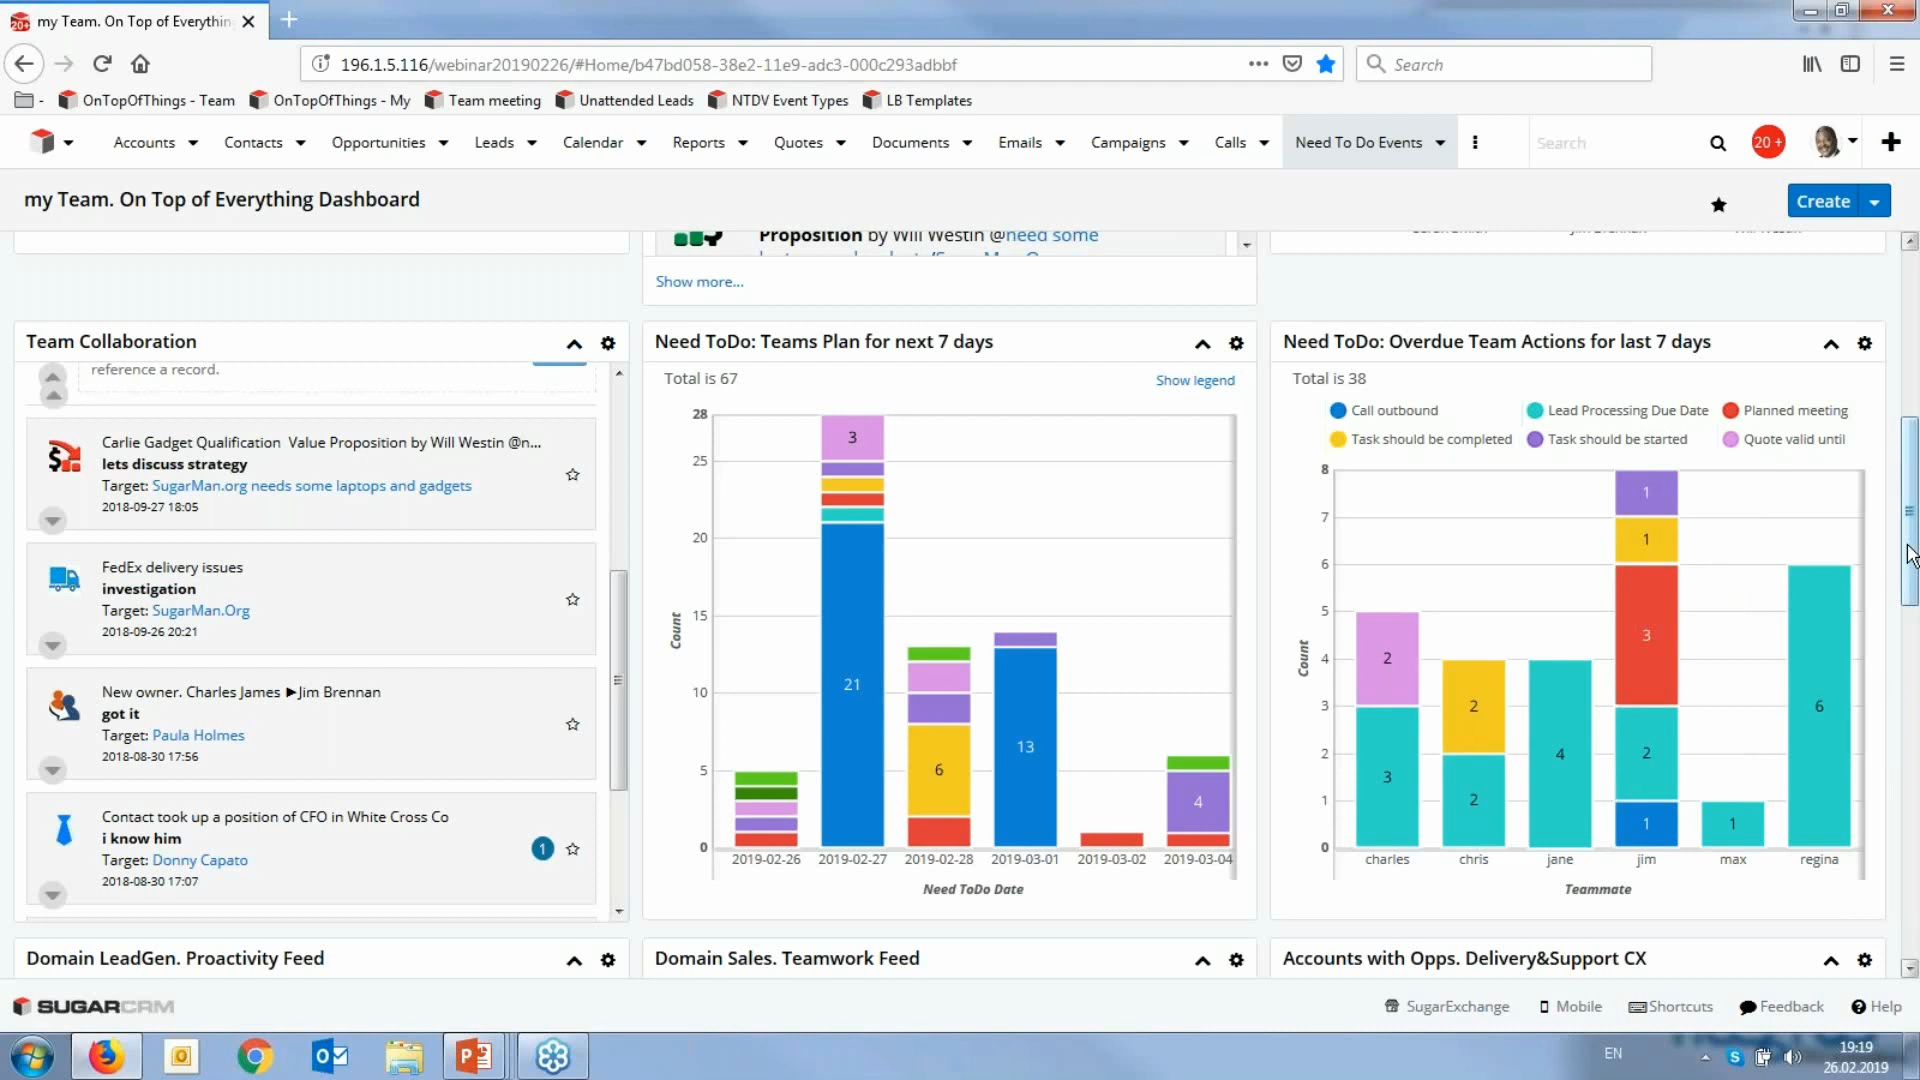 my Team. On Top of Everythin
196.1.5.116/webinar20190226/#Home/b47bd058-38e2-11e9-adc3-000c293adbbf
Search
OnTopOfThings - Team
OnTopOfThings - My
Team meeting
Unattended Leads
NTDV Event Types
LB Templates
Accounts
Contacts
Opportunities
Leads
Calendar
Reports
Quotes
Documents
Emails
Campaigns
Calls
Need To Do Events
Search
20 +
my Team. On Top of Everything Dashboard
Create
Proposition by Will Westin @need some
Show more...
Team Collaboration
reference a record.
Carlie Gadget Qualification Value Proposition by Will Westin @n...
lets discuss strategy
Target: SugarMan.org needs some laptops and gadgets
2018-09-27 18:05
FedEx delivery issues
investigation
Target: SugarMan.Org
2018-09-26 20:21
New owner. Charles James ▶Jim Brennan
got it
Target: Paula Holmes
2018-08-30 17:56
Contact took up a position of CFO in White Cross Co
i know him
Target: Donny Capato
2018-08-30 17:07
1
Need ToDo: Teams Plan for next 7 days
Total is 67
Show legend
28
25
20
15
10
5
0
Count
3
21
6
13
4
2019-02-26
2019-02-27
2019-02-28
2019-03-01
2019-03-02
2019-03-04
Need ToDo Date
Need ToDo: Overdue Team Actions for last 7 days
Total is 38
Call outbound
Lead Processing Due Date
Planned meeting
Task should be completed
Task should be started
Quote valid until
8
7
6
5
4
3
2
1
0
Count
2
3
2
2
4
1
1
3
2
1
1
6
charles
chris
jane
jim
max
regina
Teammate
Domain LeadGen. Proactivity Feed
Domain Sales. Teamwork Feed
Accounts with Opps. Delivery&Support CX
SUGARCRM
SugarExchange
Mobile
Shortcuts
Feedback
Help
EN
19:19
26.02.2019